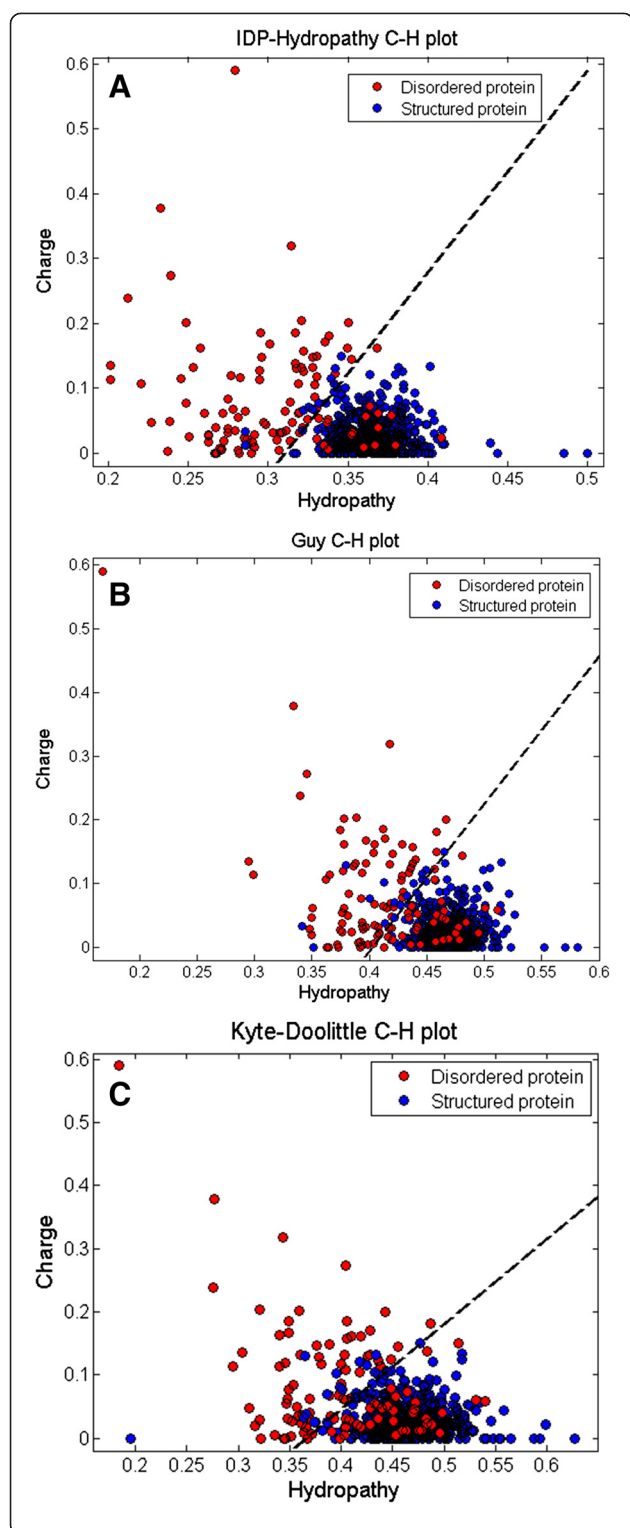 IDP-Hydropathy C-H plot
A
Disordered protein
Structured protein
0.6
0.5
0.4
0.3
0.2
0.1
0
Charge
0.2 0.25 0.3 0.35 0.4 0.45 0.5
Hydropathy
Guy C-H plot
B
Disordered protein
Structured protein
0.6
0.5
0.4
0.3
0.2
0.1
0
Charge
0.2 0.3 0.35 0.4 0.45 0.5 0.55 0.6
Hydropathy
Kyte-Doolittle C-H plot
C
Disordered protein
Structured protein
0.6
0.5
0.4
0.3
0.2
0.1
0
Charge
0.2 0.25 0.3 0.35 0.4 0.45 0.5 0.55 0.6
Hydropathy